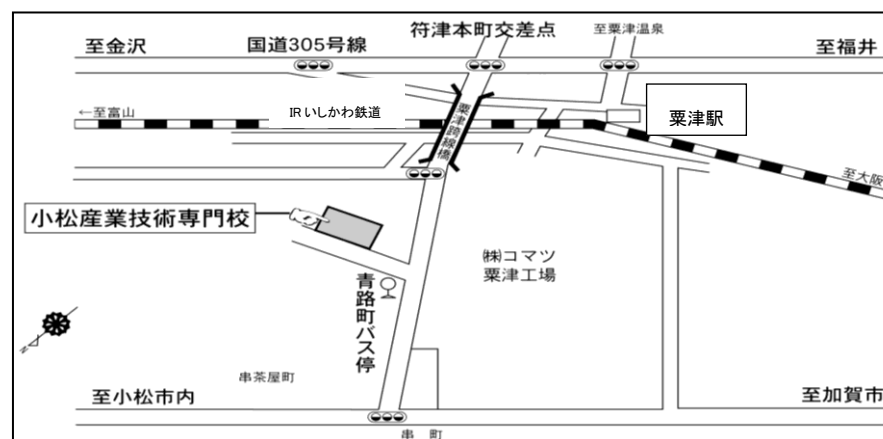 符津本町交差点
至金沢
国道305号線
至粟津温泉
至福井
←至富山
IRいしかわ鉄道
粟津駅
粟津跨線橋
至大阪
小松産業技術専門校
㈱コマツ
粟津工場
青路町バス停
N
串茶屋町
至小松市内
至加賀市
串 町